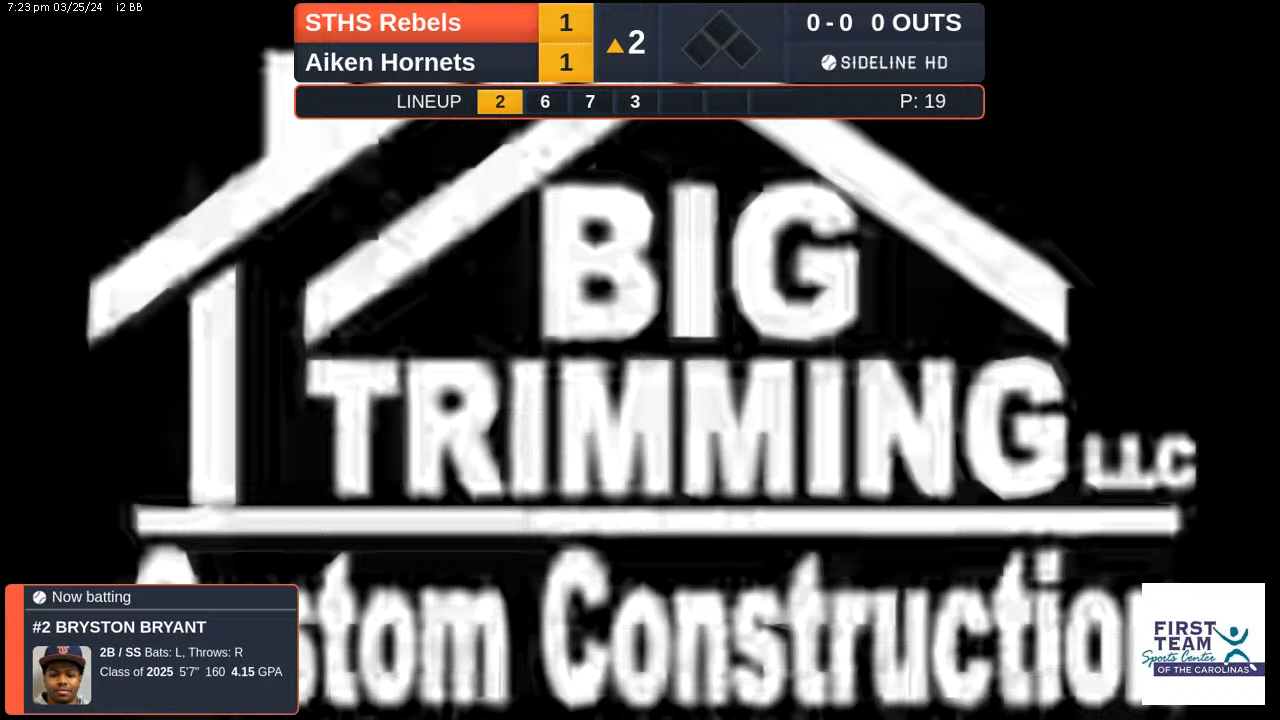 7:23 pm 03/25/24 i2 BB
STHS Rebels 1
Aiken Hornets 1
2
0 - 0 0 OUTS
SIDELINE HD
LINEUP 2 6 7 3 P: 19
BIG
TRIMMING LLC
stom Constructio
Now batting
#2 BRYSTON BRYANT
2B / SS Bats: L, Throws: R
Class of 2025 5'7" 160 4.15 GPA
FIRST
TEAM
Sports Center
OF THE CAROLINAS